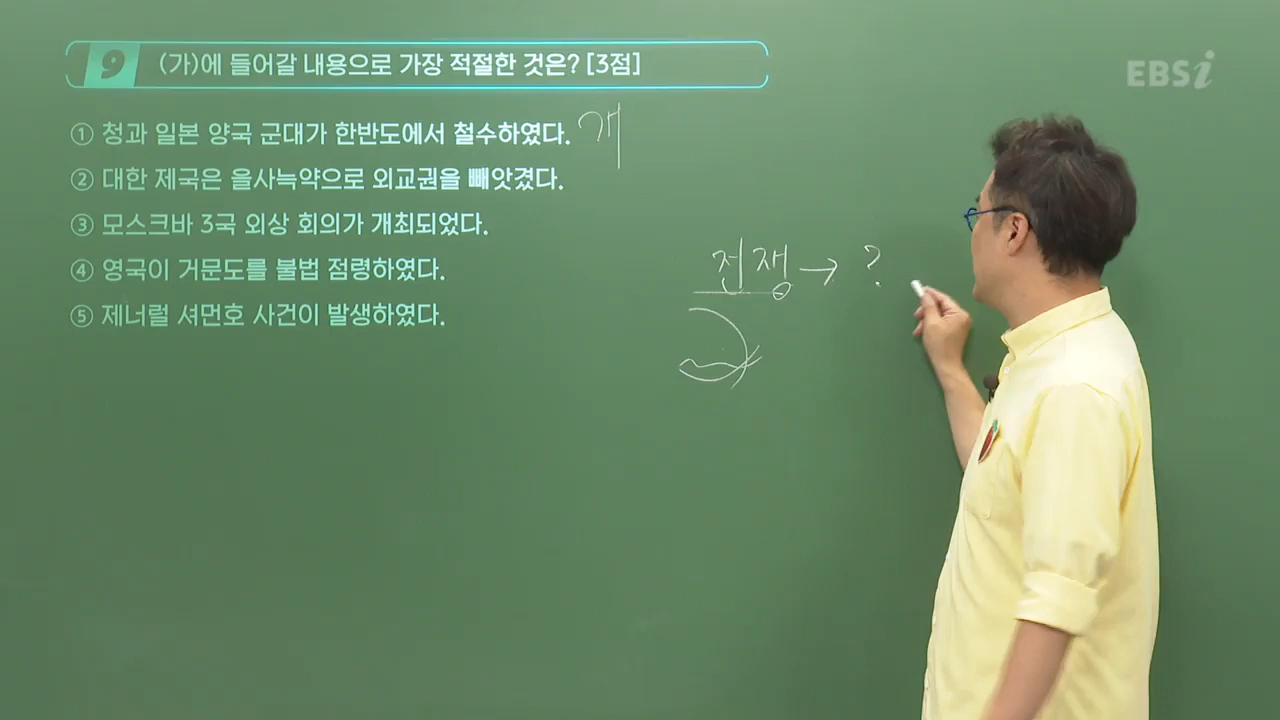 9 (가)에 들어갈 내용으로 가장 적절한 것은? [3점]
EBSi
① 청과 일본 양국 군대가 한반도에서 철수하였다. 개
② 대한 제국은 을사늑약으로 외교권을 빼앗겼다.
③ 모스크바 3국 외상 회의가 개최되었다.
④ 영국이 거문도를 불법 점령하였다.
⑤ 제너럴 셔먼호 사건이 발생하였다.
전쟁 → ?